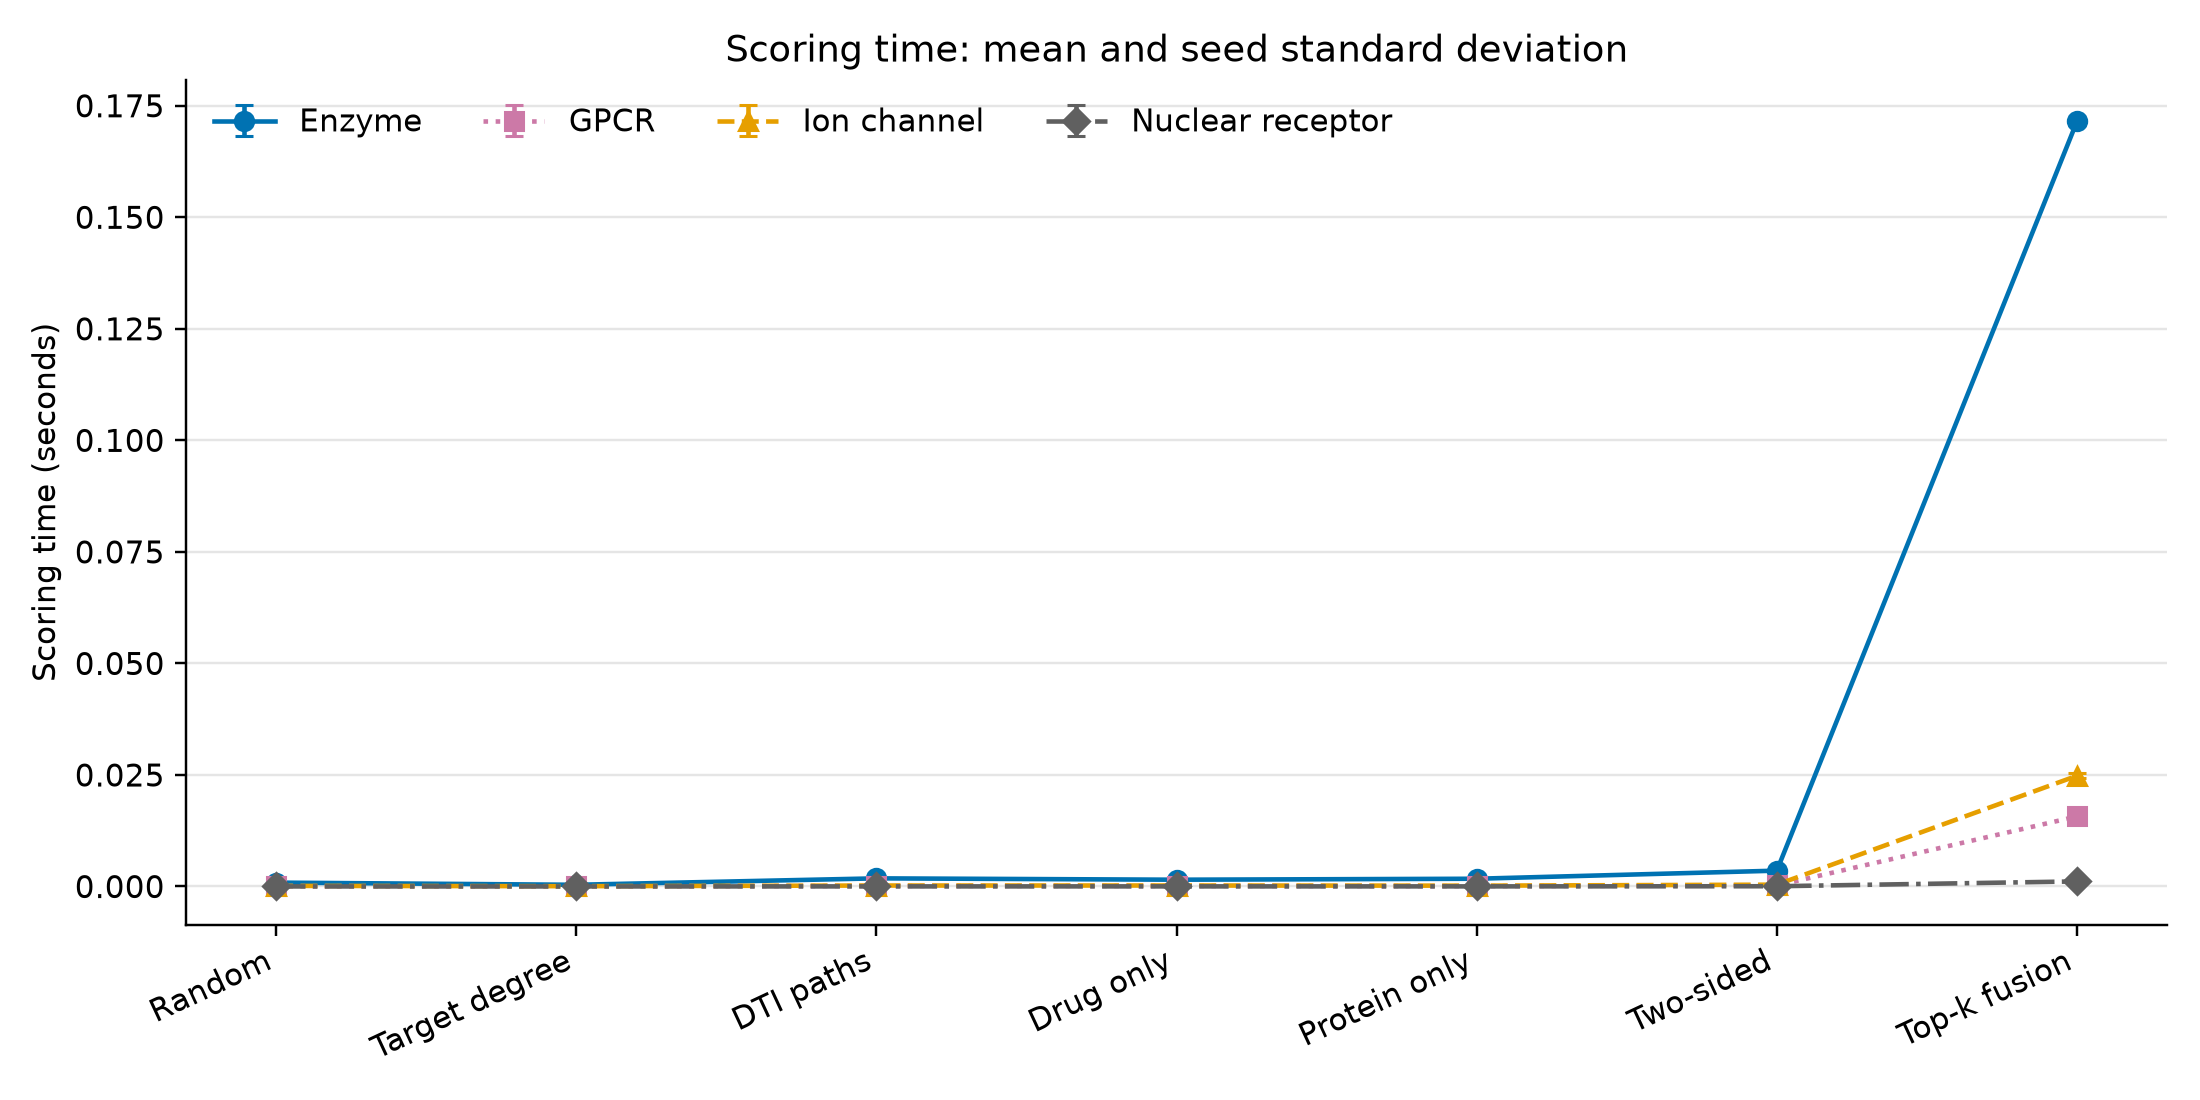 Scoring time: mean and seed standard deviation
Enzyme GPCR Ion channel Nuclear receptor
Scoring time (seconds)
0.175
0.150
0.125
0.100
0.075
0.050
0.025
0.000
Random Target degree DTI paths Drug only Protein only Two-sided Top-k fusion